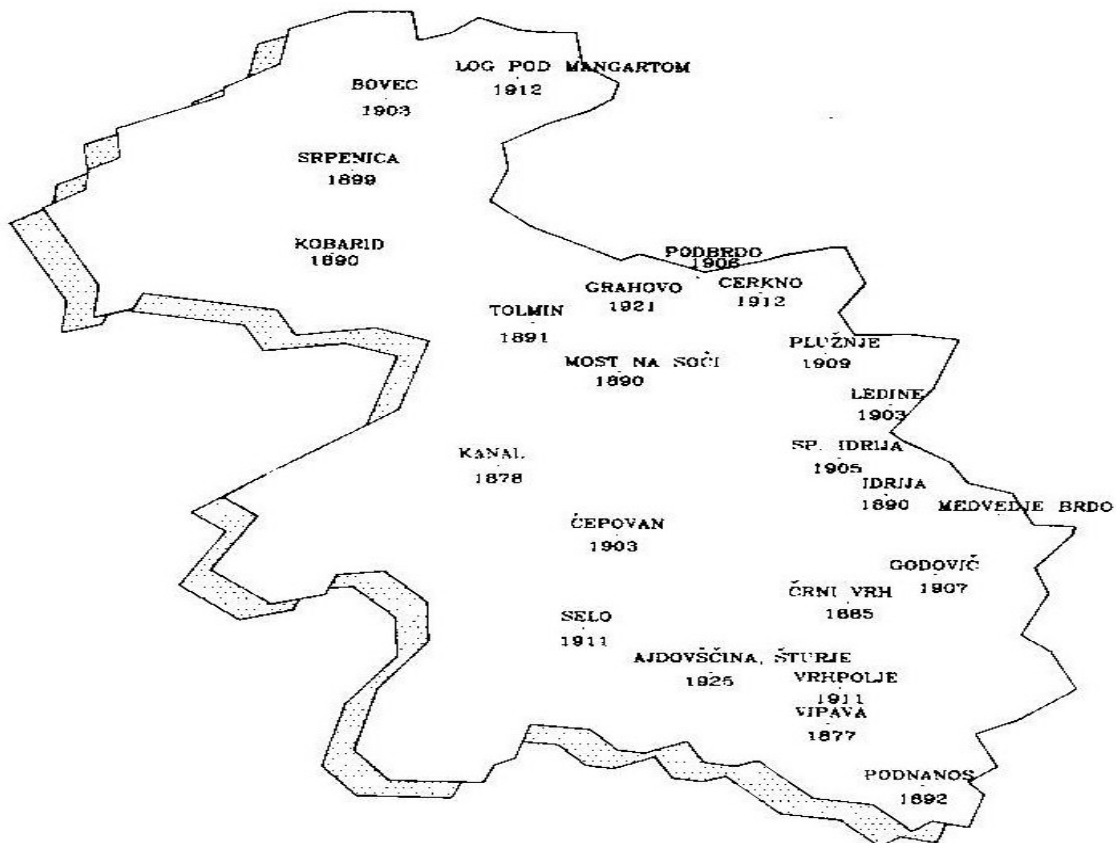 LOG POD MANGARTOM
1912
BOVEC
1903
SRPENICA
1899
KOBARID
1890
PODBRDO
1906
GRAHOVO
1921
CERKNO
1912
TOLMIN
1891
PLUŽNJE
1909
MOST NA SOČI
1890
LEDINE
1903
KANAL
1878
SP. IDRIJA
1905
IDRIJA
1890
MEDVEDJE BRDO
ČEPOVAN
1903
GODOVIČ
1907
ČRNI VRH
1885
SELO
1911
AJDOVŠČINA, ŠTURJE
1925
VRHPOLJE
1911
VIPAVA
1877
PODNANOS
1892